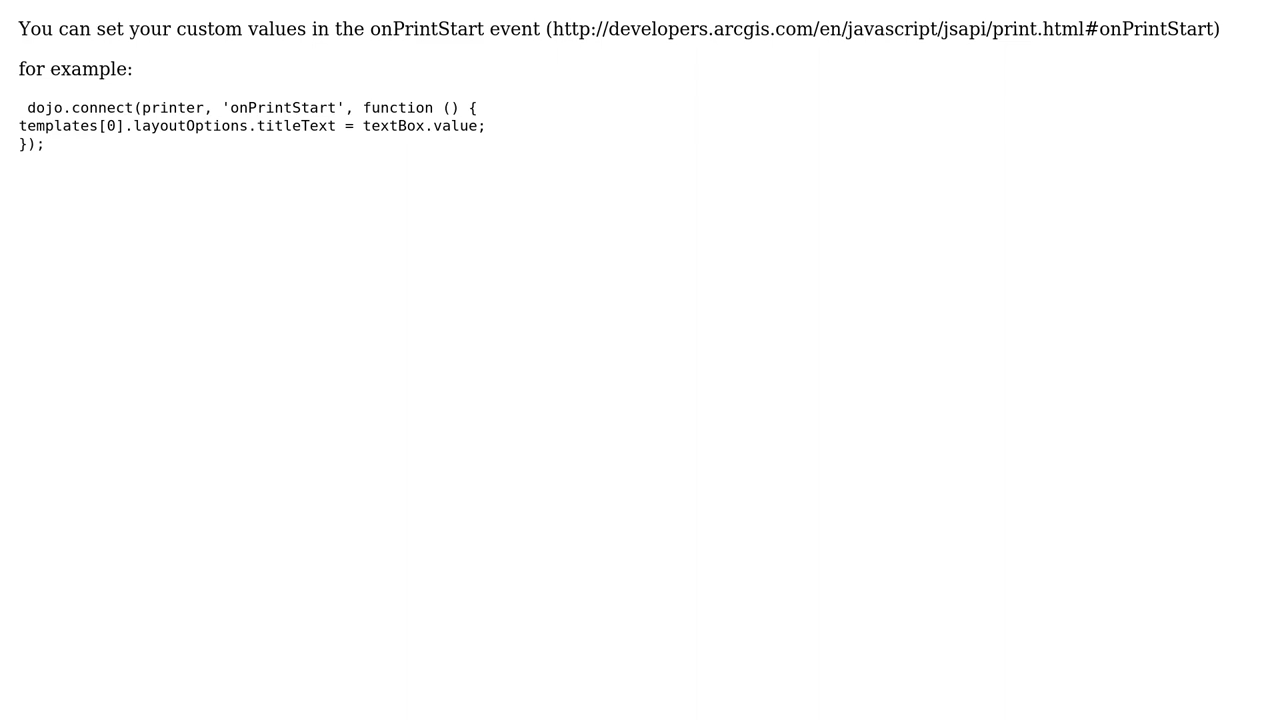 You can set your custom values in the onPrintStart event (http://developers.arcgis.com/en/javascript/jsapi/print.html#onPrintStart)
for example:
dojo.connect(printer, 'onPrintStart', function () {
templates[0].layoutOptions.titleText = textBox.value;
});